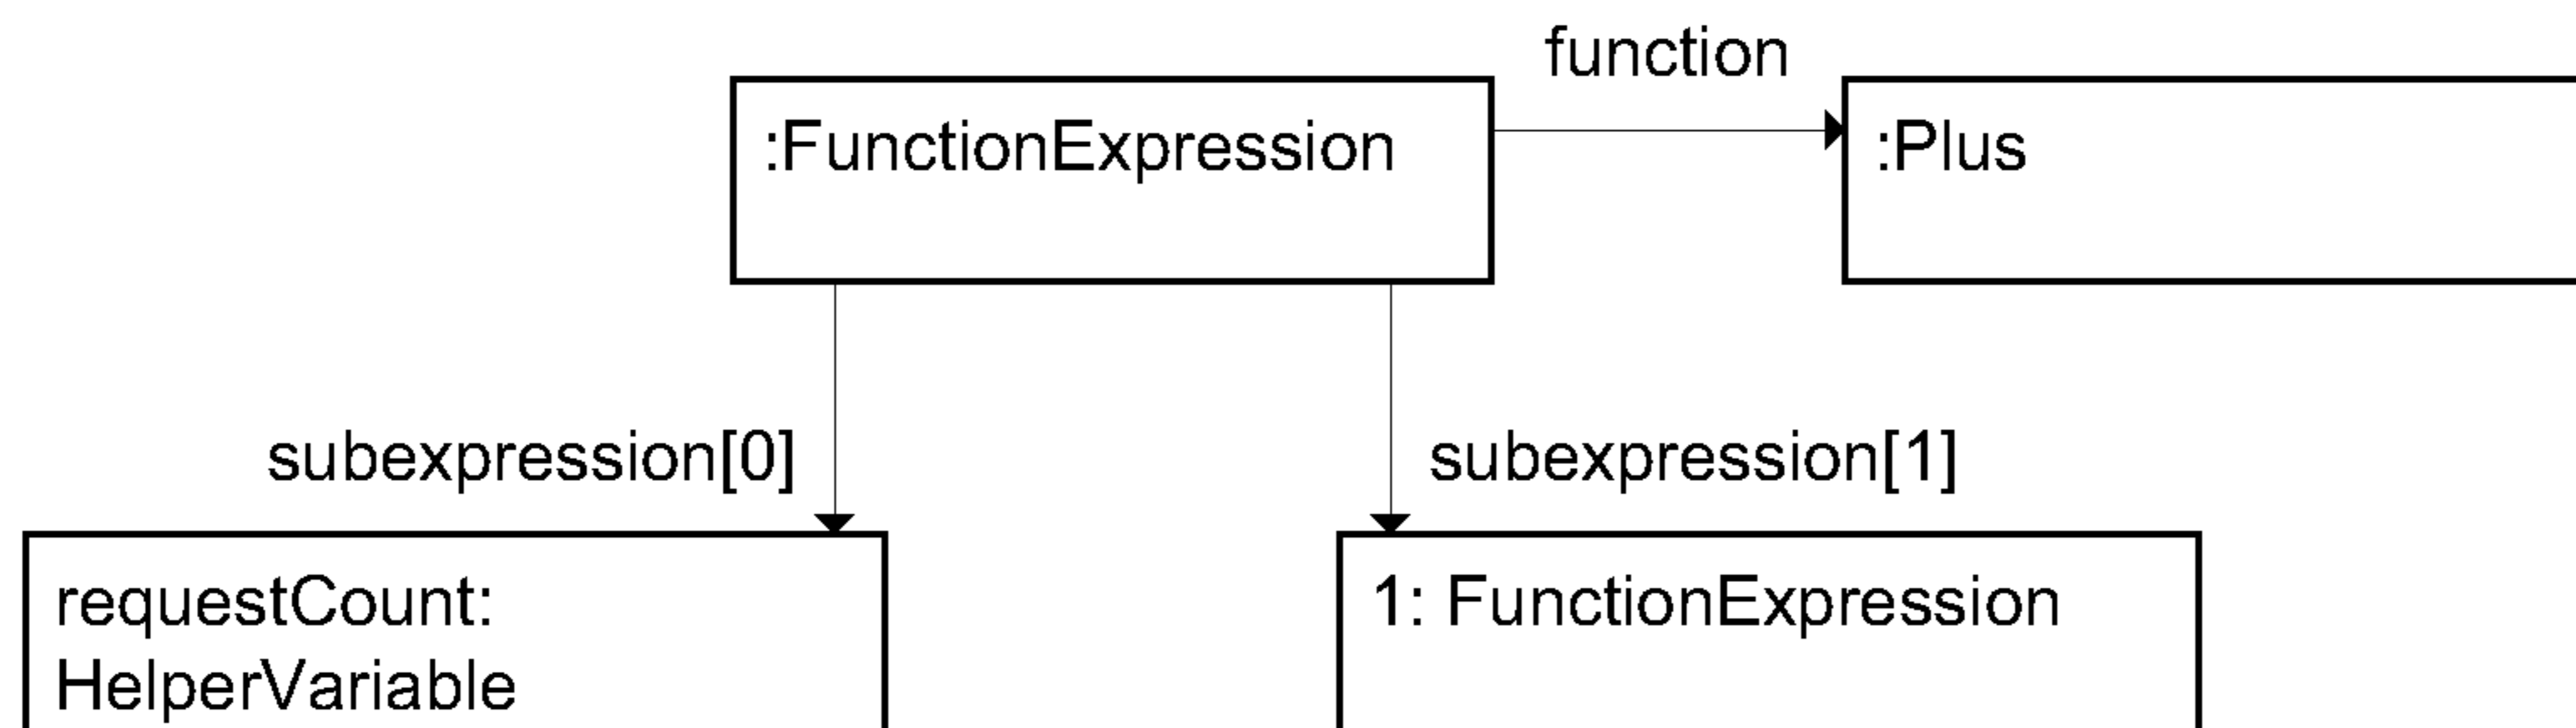 function
:FunctionExpression
:Plus
subexpression[0]
subexpression[1]
requestCount:
HelperVariable
1: FunctionExpression